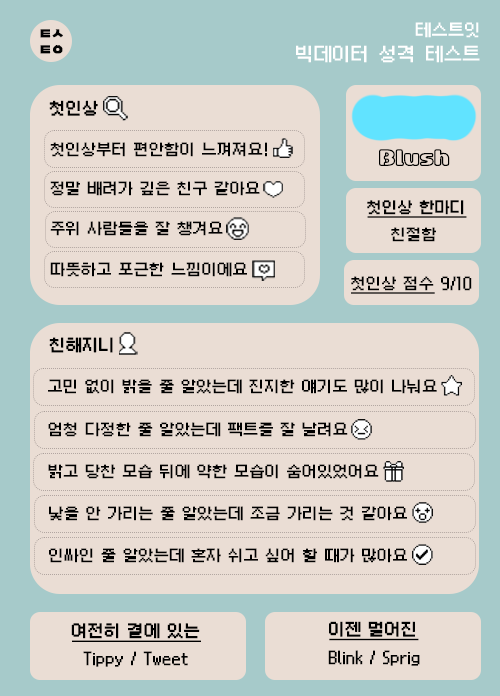 ㅌㅅ
ㅌㅇ
테스트잇
빅데이터 성격 테스트
첫인상
첫인상부터 편안함이 느껴져요!
정말 배려가 깊은 친구 같아요
주위 사람들을 잘 챙겨요
따뜻하고 포근한 느낌이에요
Blush
첫인상 한마디
친절함
첫인상 점수 9/10
친해지니
고민 없이 밝을 줄 알았는데 진지한 얘기도 많이 나눠요
엄청 다정한 줄 알았는데 팩트를 잘 날려요
밝고 당찬 모습 뒤에 약한 모습이 숨어있었어요
낯을 안 가리는 줄 알았는데 조금 가리는 것 같아요
인싸인 줄 알았는데 혼자 쉬고 싶어 할 때가 많아요
여전히 곁에 있는
Tippy / Tweet
이젠 멀어진
Blink / Sprig